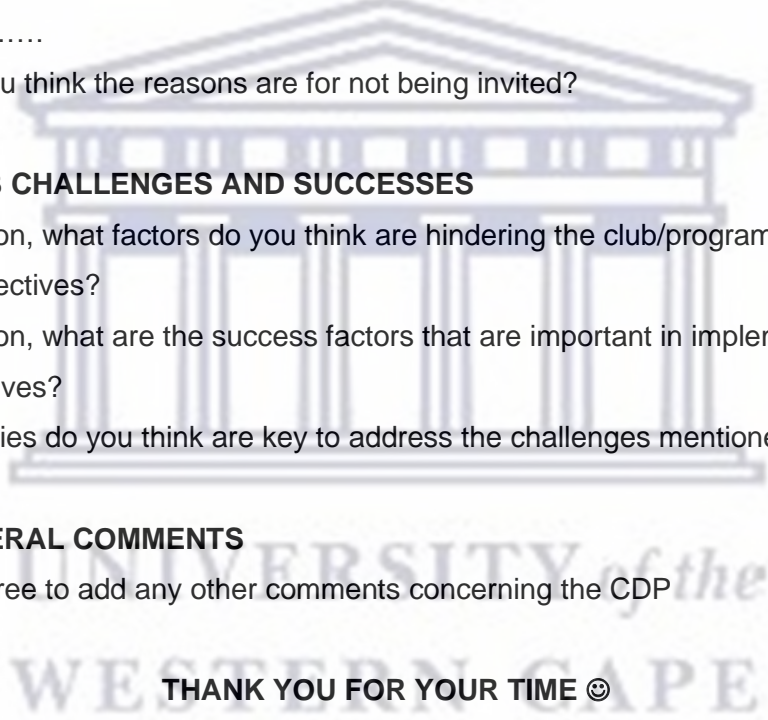 …..
u think the reasons are for not being invited?
CHALLENGES AND SUCCESSES
on, what factors do you think are hindering the club/program
ectives?
on, what are the success factors that are important in impler
ves?
ies do you think are key to address the challenges mentione
ERAL COMMENTS
ree to add any other comments concerning the CDP
UNIVERSITY of the
WESTERN CAPE
THANK YOU FOR YOUR TIME ☺